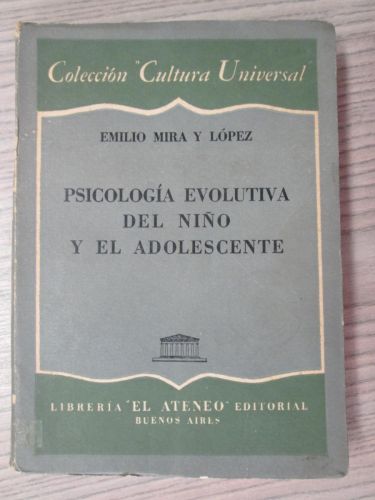 Colección "Cultura Universal"
EMILIO MIRA Y LÓPEZ
PSICOLOGÍA EVOLUTIVA
DEL NIÑO
Y EL ADOLESCENTE
LIBRERÍA "EL ATENEO" EDITORIAL
BUENOS AIRES